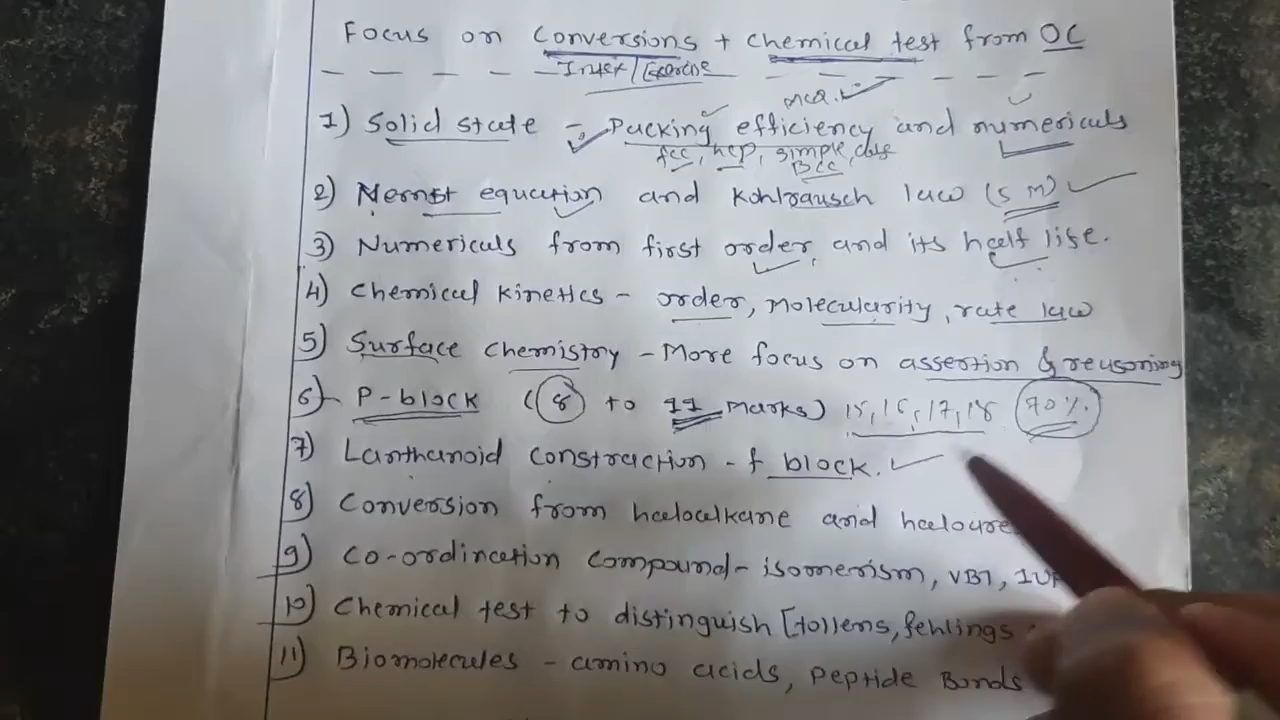 Focus on Conversions + Chemical test from OC
Intext/Exercise
MCQ.
1) Solid state - Packing efficiency and numericals
fcc, hcp, simple,
BCC
2) Nernst equation and Kohlrausch law (5 M)
3) Numericals from first order, and its half life.
4) Chemical kinetics - order, Molecularity, rate law
5) Surface Chemistry - More focus on assertion & reasoning
6) P-block (8 to 11 Marks) 15, 16, 17, 18 70%.
7) Lanthanoid constraction - f block.
8) Conversion from haloalkane and
9) Co-ordination compound - isomerism, VBT,
10) Chemical test to distinguish [tollens, fehlings
11) Biomolecules - amino acids, Peptide Bonds